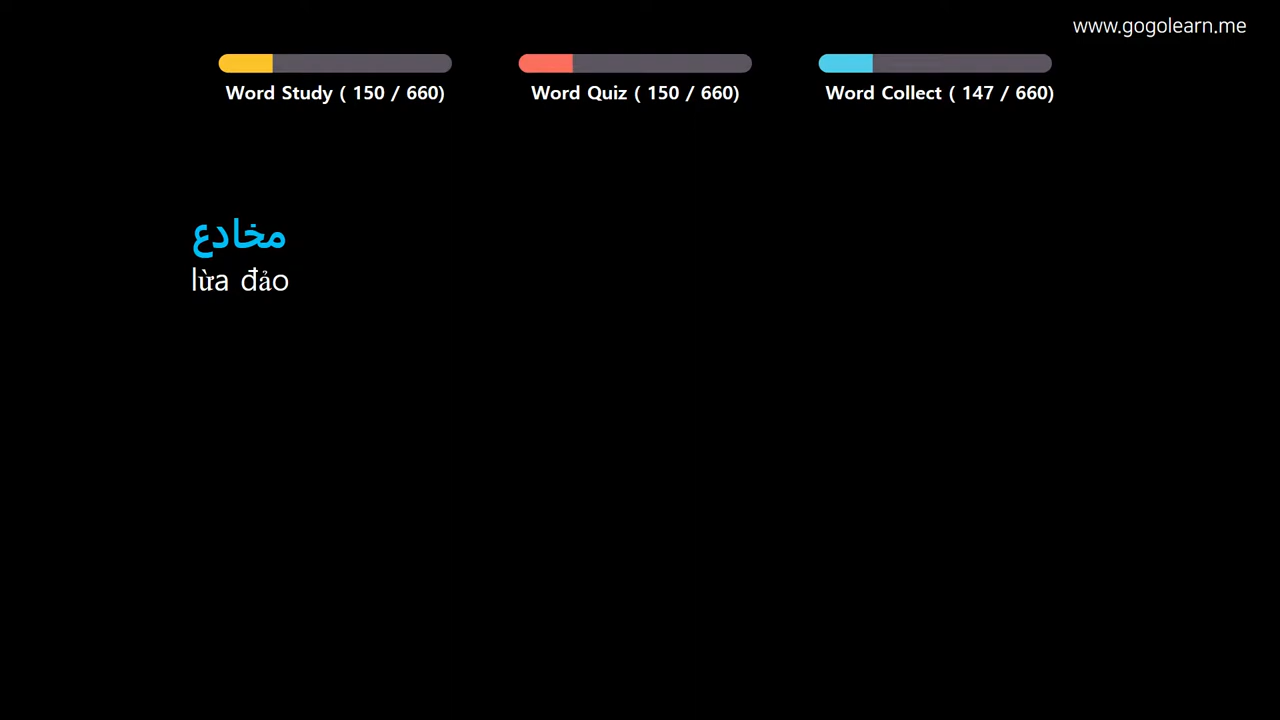 www.gogolearn.me
Word Study ( 150 / 660)
Word Quiz ( 150 / 660)
Word Collect ( 147 / 660)
مخادع
lừa đảo